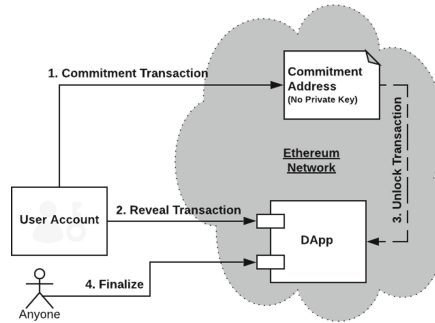 1. Commitment Transaction
Commitment
Address
(No Private Key)
3. Unlock Transaction
Ethereum
Network
User Account
2. Reveal Transaction
DApp
4. Finalize
Anyone